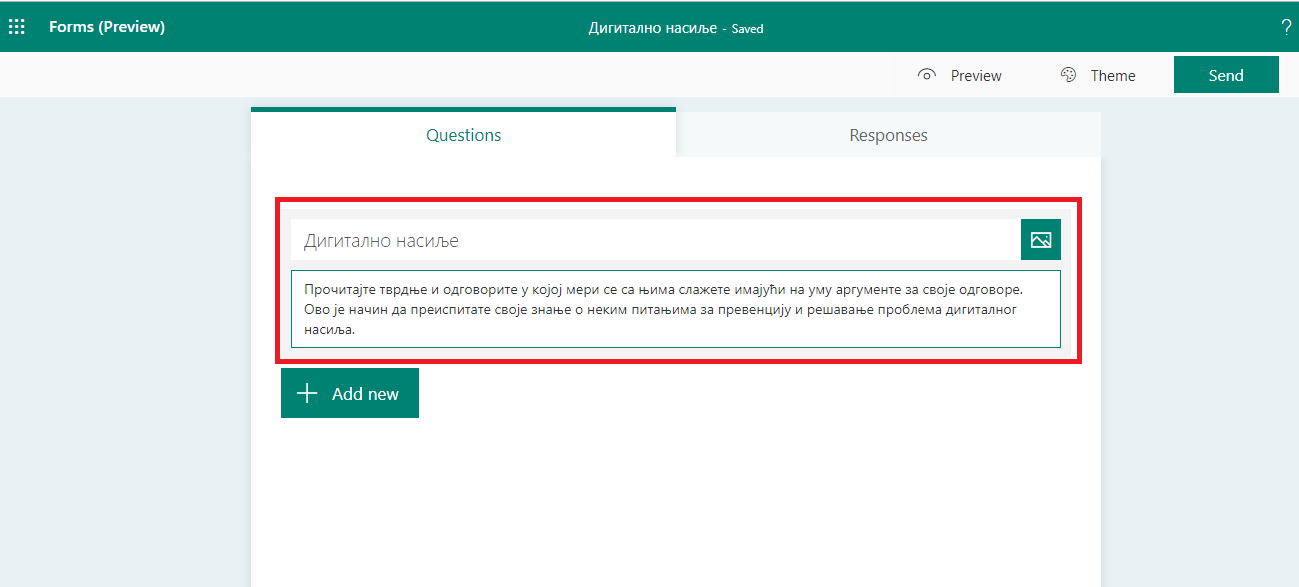 Forms (Preview)
Дигитално насиље - Saved
?
Preview
Theme
Send
Questions
Responses
Дигитално насиље
Прочитајте тврдње и одговорите у којој мери се са њима слажете имајући на уму аргументе за своје одговоре.
Ово је начин да преиспитате своје знање о неким питањима за превенцију и решавање проблема дигиталног
насиља.
Add new